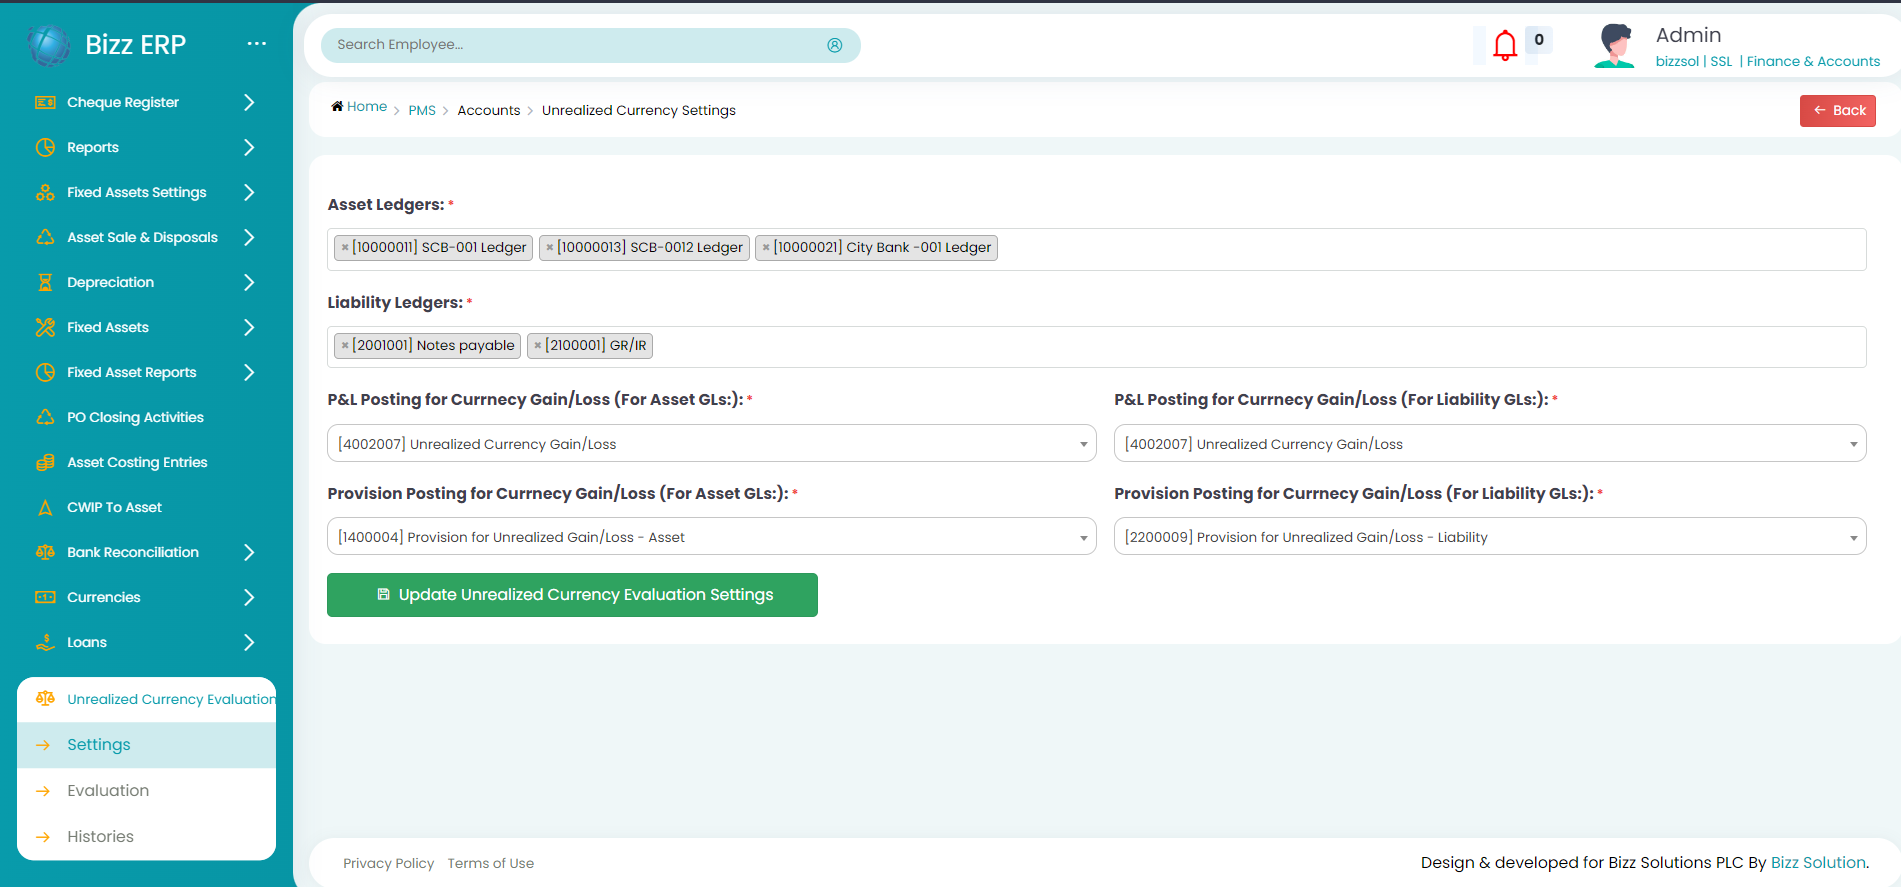 Bizz ERP
...
Cheque Register
Reports
Fixed Assets Settings
Asset Sale & Disposals
Depreciation
Fixed Assets
Fixed Asset Reports
PO Closing Activities
Asset Costing Entries
CWIP To Asset
Bank Reconciliation
Currencies
Loans
Unrealized Currency Evaluation
Settings
Evaluation
Histories
Search Employee...
0
Admin
bizzsol | SSL | Finance & Accounts
Home > PMS > Accounts > Unrealized Currency Settings
← Back
Asset Ledgers: *
× [10000011] SCB-001 Ledger × [10000013] SCB-0012 Ledger × [10000021] City Bank -001 Ledger
Liability Ledgers: *
× [2001001] Notes payable × [2100001] GR/IR
P&L Posting for Currnecy Gain/Loss (For Asset GLs:): *
[4002007] Unrealized Currency Gain/Loss
P&L Posting for Currnecy Gain/Loss (For Liability GLs:): *
[4002007] Unrealized Currency Gain/Loss
Provision Posting for Currnecy Gain/Loss (For Asset GLs:): *
[1400004] Provision for Unrealized Gain/Loss - Asset
Provision Posting for Currnecy Gain/Loss (For Liability GLs:): *
[2200009] Provision for Unrealized Gain/Loss - Liability
Update Unrealized Currency Evaluation Settings
Privacy Policy Terms of Use
Design & developed for Bizz Solutions PLC By Bizz Solution.